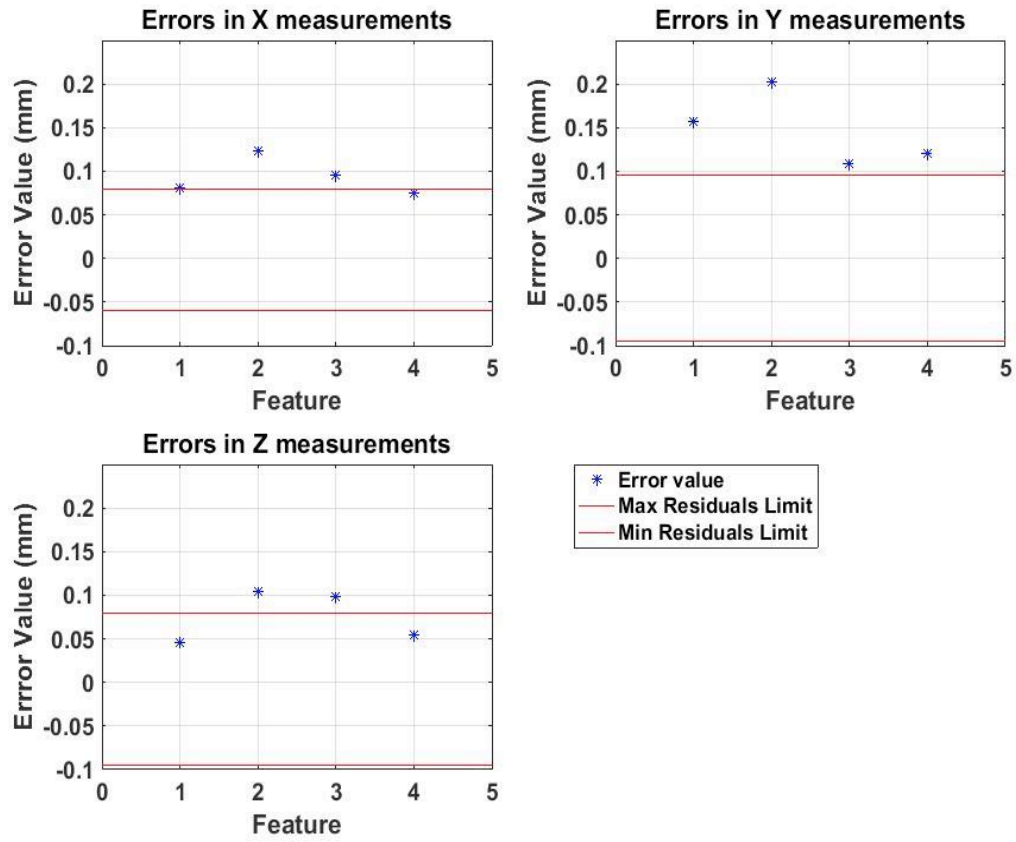 Errors in X measurements
Errror Value (mm)
0.2
0.15
0.1
0.05
0
-0.05
-0.1
0 1 2 3 4 5
Feature
Errors in Y measurements
Errror Value (mm)
0.2
0.15
0.1
0.05
0
-0.05
-0.1
0 1 2 3 4 5
Feature
Errors in Z measurements
Errror Value (mm)
0.2
0.15
0.1
0.05
0
-0.05
-0.1
0 1 2 3 4 5
Feature
Error value
Max Residuals Limit
Min Residuals Limit